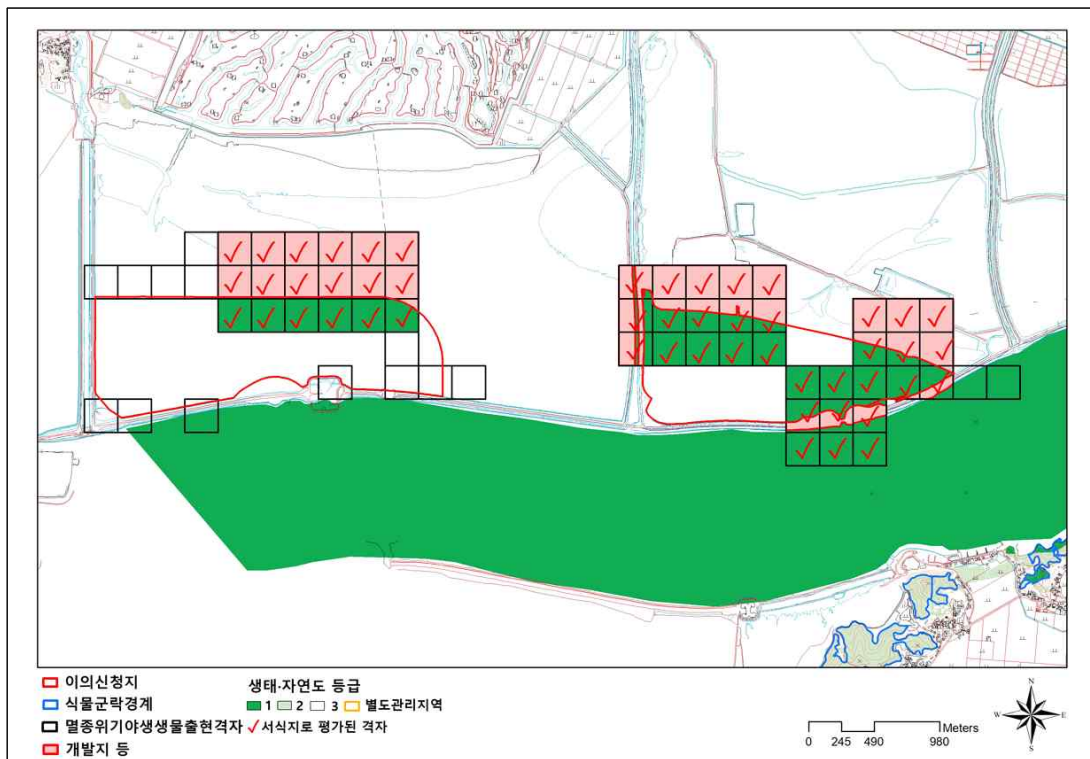 이의신청지
식물군락경계
멸종위기야생생물출현격자
개발지 등
생태·자연도 등급
1 2 3 별도관리지역
서식지로 평가된 격자
Meters
0 245 490 980
N
W E
S